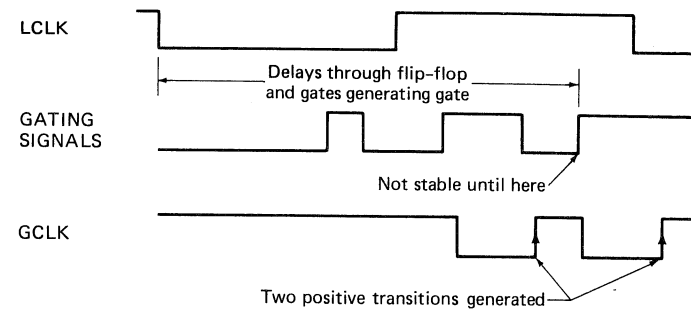 LCLK
Delays through flip-flop
and gates generating gate
GATING
SIGNALS
Not stable until here
GCLK
Two positive transitions generated